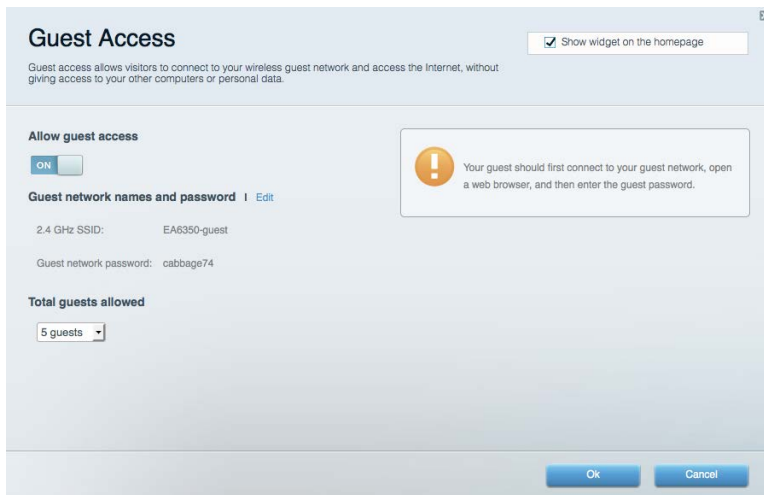 Guest Access
Show widget on the homepage
Guest access allows visitors to connect to your wireless guest network and access the Internet, without
giving access to your other computers or personal data.
Allow guest access
ON
Your guest should first connect to your guest network, open
a web browser, and then enter the guest password.
Guest network names and password | Edit
2.4 GHz SSID: EA6350-guest
Guest network password: cabbage74
Total guests allowed
5 guests
Ok Cancel